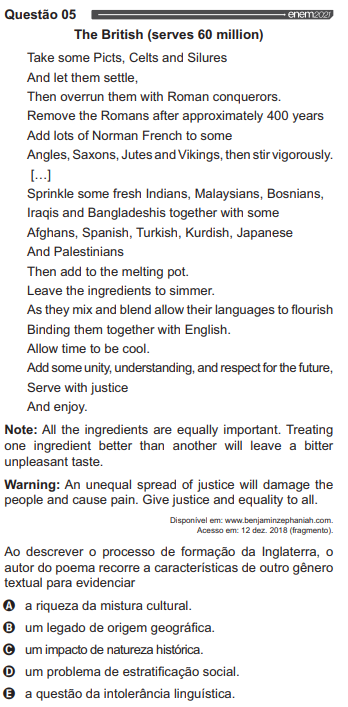 Questão 05
enem2021
The British (serves 60 million)
Take some Picts, Celts and Silures
And let them settle,
Then overrun them with Roman conquerors.
Remove the Romans after approximately 400 years
Add lots of Norman French to some
Angles, Saxons, Jutes and Vikings, then stir vigorously.
[…]
Sprinkle some fresh Indians, Malaysians, Bosnians,
Iraqis and Bangladeshis together with some
Afghans, Spanish, Turkish, Kurdish, Japanese
And Palestinians
Then add to the melting pot.
Leave the ingredients to simmer.
As they mix and blend allow their languages to flourish
Binding them together with English.
Allow time to be cool.
Add some unity, understanding, and respect for the future,
Serve with justice
And enjoy.
Note: All the ingredients are equally important. Treating
one ingredient better than another will leave a bitter
unpleasant taste.
Warning: An unequal spread of justice will damage the
people and cause pain. Give justice and equality to all.
Disponível em: www.benjaminzephaniah.com.
Acesso em: 12 dez. 2018 (fragmento).
Ao descrever o processo de formação da Inglaterra, o
autor do poema recorre a características de outro gênero
textual para evidenciar
A a riqueza da mistura cultural.
B um legado de origem geográfica.
C um impacto de natureza histórica.
D um problema de estratificação social.
E a questão da intolerância linguística.